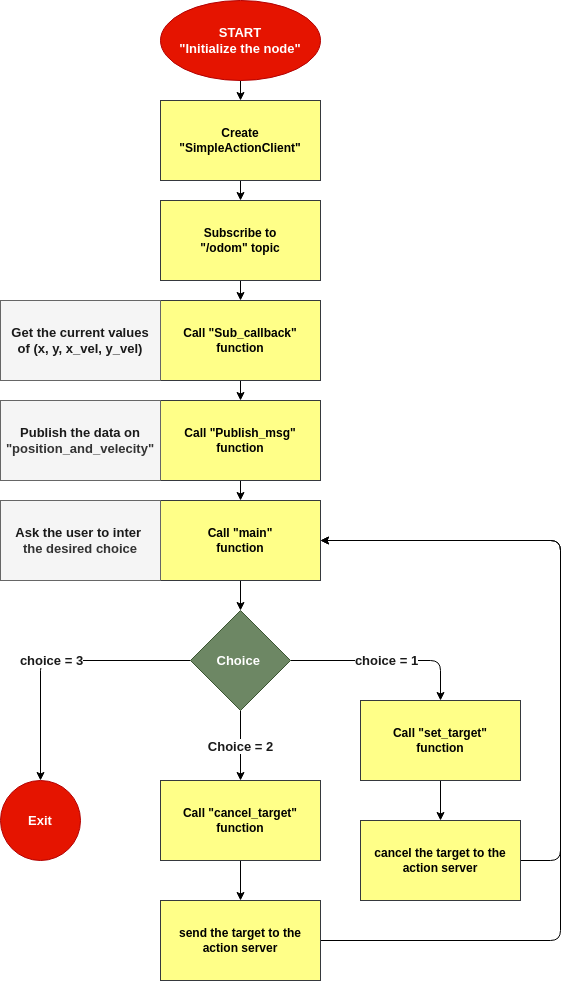 START
"Initialize the node"
Create
"SimpleActionClient"
Subscribe to
"/odom" topic
Get the current values
of (x, y, x_vel, y_vel)
Call "Sub_callback"
function
Publish the data on
"position_and_velecity"
Call "Publish_msg"
function
Ask the user to inter
the desired choice
Call "main"
function
choice = 3
Choice
choice = 1
Call "set_target"
function
Choice = 2
Exit
Call "cancel_target"
function
cancel the target to the
action server
send the target to the
action server